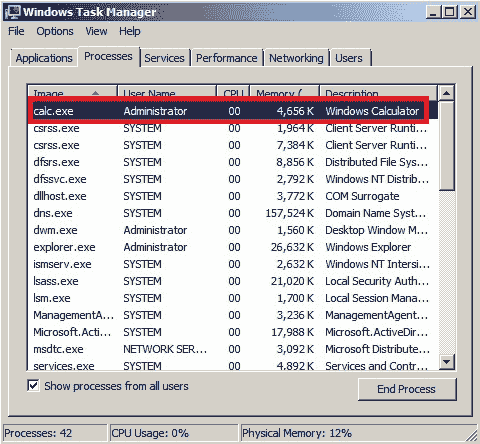 Windows Task Manager
File Options View Help
Applications Processes Services Performance Networking Users
Image User Name CPU Memory (... Description
calc.exe Administrator 00 4,656 K Windows Calculator
csrss.exe SYSTEM 00 1,964 K Client Server Runti...
csrss.exe SYSTEM 00 7,384 K Client Server Runti...
dfsrs.exe SYSTEM 00 8,856 K Distributed File Sys...
dfssvc.exe SYSTEM 00 2,792 K Windows NT Distrib...
dllhost.exe SYSTEM 00 3,772 K COM Surrogate
dns.exe SYSTEM 00 157,524 K Domain Name Syst...
dwm.exe Administrator 00 1,560 K Desktop Window M...
explorer.exe Administrator 00 26,632 K Windows Explorer
ismserv.exe SYSTEM 00 2,632 K Windows NT Intersi...
lsass.exe SYSTEM 00 21,020 K Local Security Auth...
lsm.exe SYSTEM 00 1,700 K Local Session Mana...
ManagementA... SYSTEM 00 3,236 K ManagementAgent...
Microsoft.Acti... SYSTEM 00 17,988 K Microsoft.ActiveDir...
msdtc.exe NETWORK SER... 00 3,092 K Microsoft Distribute...
services.exe SYSTEM 00 4,892 K Services and Contr...
Show processes from all users
End Process
Processes: 42 CPU Usage: 0% Physical Memory: 12%